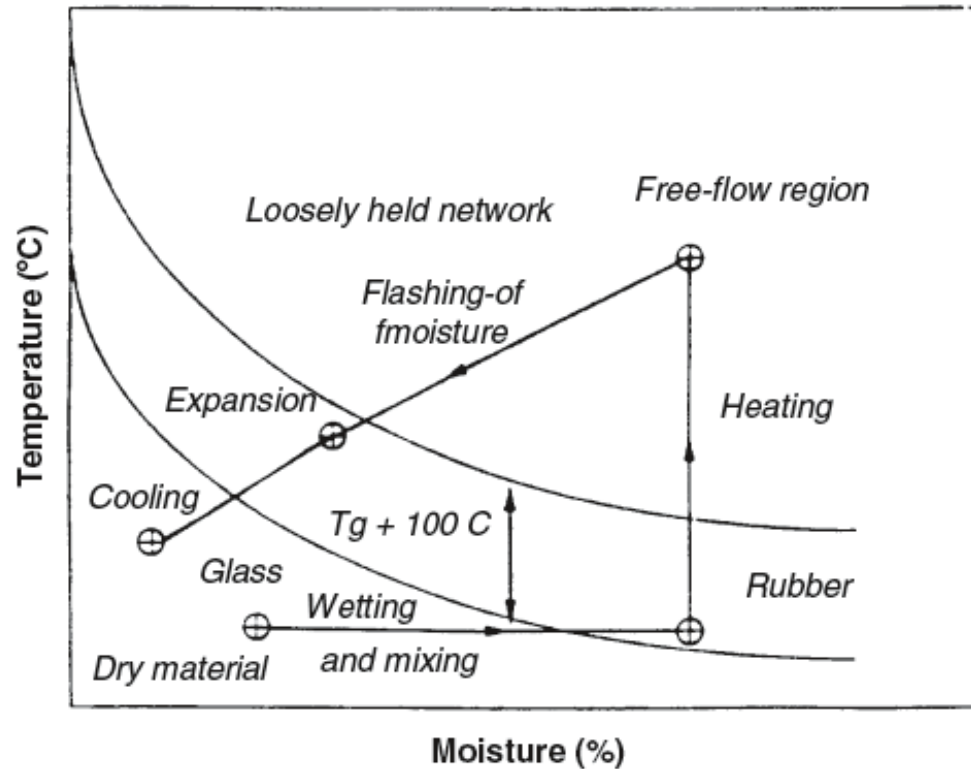 Free-flow region
Loosely held network
Flashing-of
fmoisture
Expansion
Heating
Cooling
Tg + 100 C
Glass
Rubber
Wetting
Dry material
and mixing
Temperature (°C)
Moisture (%)